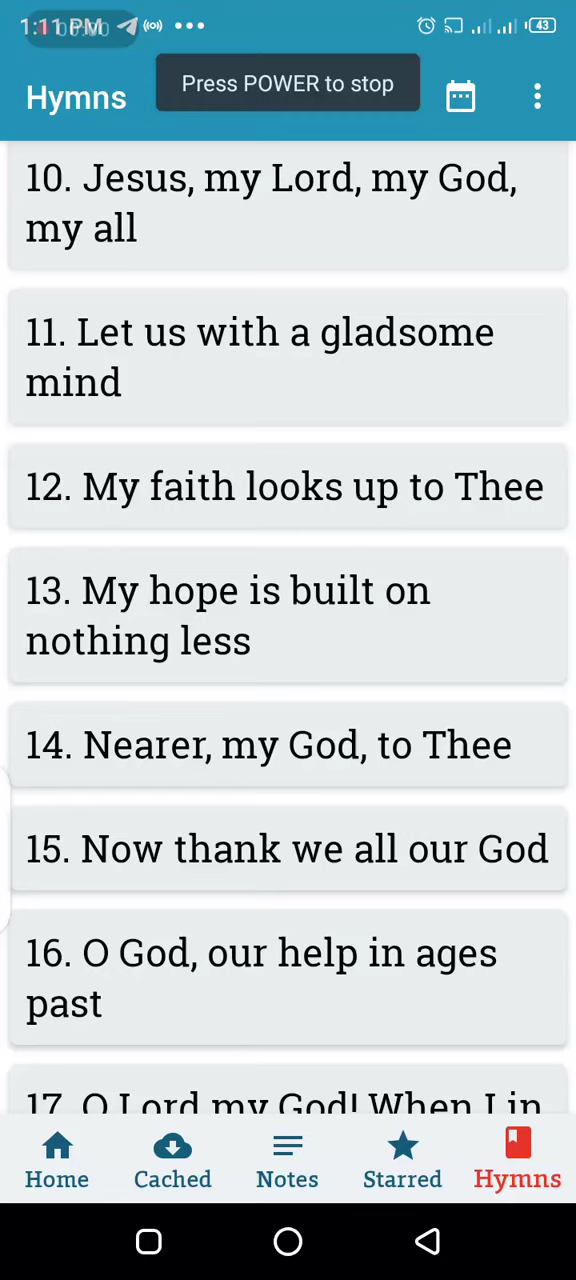 1:11 PM
43
Press POWER to stop
Hymns
10. Jesus, my Lord, my God,
my all
11. Let us with a gladsome
mind
12. My faith looks up to Thee
13. My hope is built on
nothing less
14. Nearer, my God, to Thee
15. Now thank we all our God
16. O God, our help in ages
past
17. O Lord my God! When I in
Home Cached Notes Starred Hymns